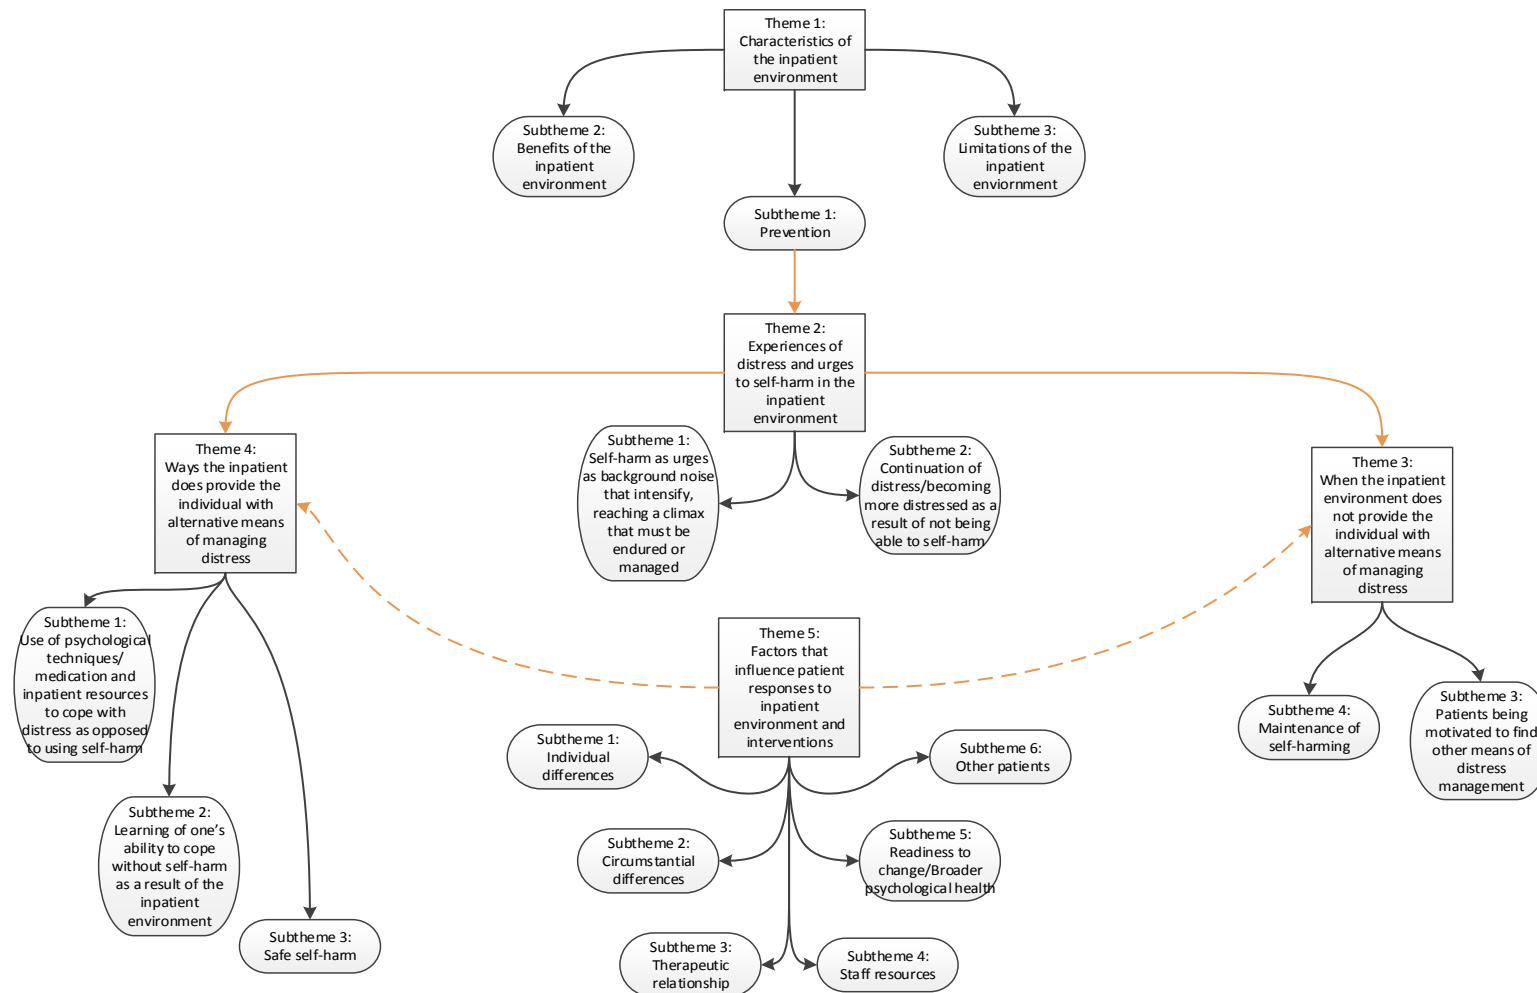 Theme 1:
Characteristics of
the inpatient
environment
Subtheme 2:
Benefits of the
inpatient
environment
Subtheme 3:
Limitations of the
inpatient
enviornment
Subtheme 1:
Prevention
Theme 2:
Experiences of
distress and urges
to self-harm in the
inpatient
environment
Subtheme 1:
Self-harm as urges
as background noise
that intensify,
reaching a climax
that must be
endured or
managed
Subtheme 2:
Continuation of
distress/becoming
more distressed as a
result of not being
able to self-harm
Theme 4:
Ways the inpatient
does provide the
individual with
alternative means
of managing
distress
Theme 3:
When the inpatient
environment does
not provide the
individual with
alternative means
of managing
distress
Subtheme 1:
Use of psychological
techniques/
medication and
inpatient resources
to cope with
distress as opposed
to using self-harm
Subtheme 2:
Learning of one’s
ability to cope
without self-harm
as a result of the
inpatient
environment
Subtheme 3:
Safe self-harm
Theme 5:
Factors that
influence patient
responses to
inpatient
environment and
interventions
Subtheme 4:
Maintenance of
self-harming
Subtheme 3:
Patients being
motivated to find
other means of
distress
management
Subtheme 1:
Individual
differences
Subtheme 6:
Other patients
Subtheme 2:
Circumstantial
differences
Subtheme 5:
Readiness to
change/Broader
psychological health
Subtheme 3:
Therapeutic
relationship
Subtheme 4:
Staff resources